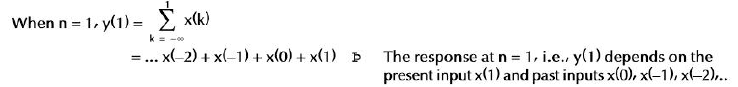 When n = 1, y(1) = 1 ∑ k = –∞ x(k)
= ... x(–2) + x(–1) + x(0) + x(1) Þ The response at n = 1, i.e., y(1) depends on the
present input x(1) and past inputs x(0), x(–1), x(–2),..